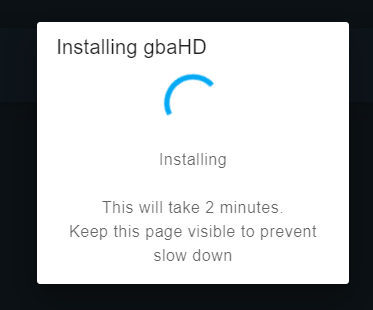 Installing gbaHD
Installing
This will take 2 minutes.
Keep this page visible to prevent
slow down